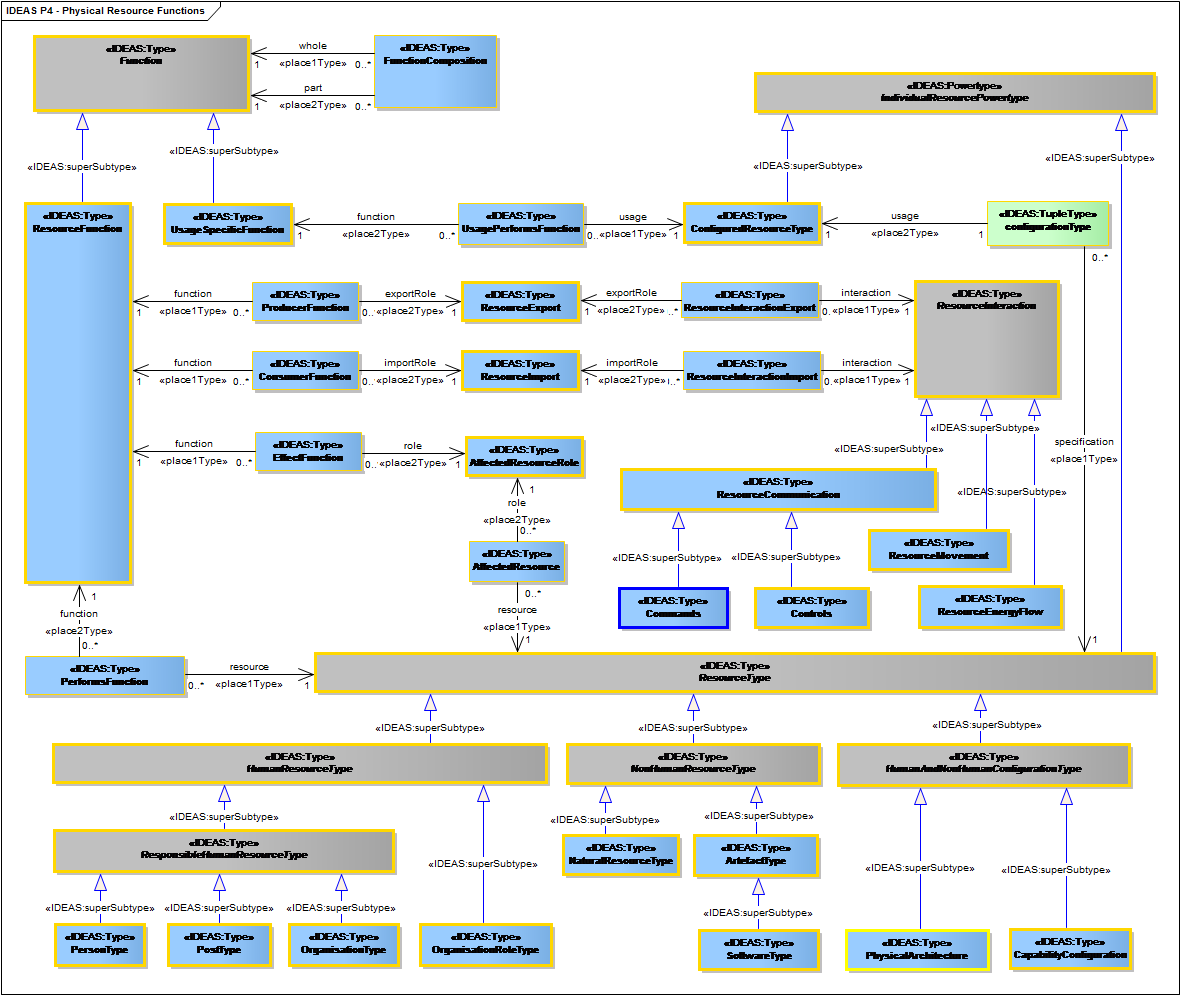 IDEAS P4 - Physical Resource Functions
«IDEAS:Type»
Function
whole
1
«place1Type»
0..*
part
1
«place2Type»
0..*
«IDEAS:Type»
FunctionComposition
«IDEAS:Powertype»
IndividualResourcePowertype
«IDEAS:superSubtype»
«IDEAS:superSubtype»
«IDEAS:superSubtype»
«IDEAS:superSubtype»
«IDEAS:Type»
ResourceFunction
«IDEAS:Type»
UsageSpecificFunction
function
1
«place2Type»
0..*
«IDEAS:Type»
UsagePerformsFunction
usage
0..
«place1Type»
1
«IDEAS:Type»
ConfiguredResourceType
usage
1
«place2Type»
1
«IDEAS:TupleType»
configurationType
0..*
function
1
«place1Type»
0..*
«IDEAS:Type»
ProducerFunction
exportRole
0..
«place2Type»
1
«IDEAS:Type»
ResourceExport
exportRole
1
«place2Type»
..*
«IDEAS:Type»
ResourceInteractionExport
interaction
0.
«place1Type»
1
«IDEAS:Type»
ResourceInteraction
function
1
«place1Type»
0..*
«IDEAS:Type»
ConsumerFunction
importRole
0..
«place2Type»
1
«IDEAS:Type»
ResourceImport
importRole
1
«place2Type»
..*
«IDEAS:Type»
ResourceInteractionImport
interaction
0.
«place1Type»
1
function
1
«place1Type»
0..*
«IDEAS:Type»
EffectFunction
role
0..
«place2Type»
1
«IDEAS:Type»
AffectedResourceRole
«IDEAS:superSubtype»
«IDEAS:superSubtype»
«IDEAS:superSubtype»
specification
«place1Type»
1
role
«place2Type»
0..*
«IDEAS:Type»
ResourceCommunication
«IDEAS:Type»
AffectedResource
0..*
resource
«place1Type»
1
«IDEAS:superSubtype»
«IDEAS:superSubtype»
«IDEAS:Type»
ResourceMovement
«IDEAS:Type»
Commands
«IDEAS:Type»
Controls
«IDEAS:Type»
ResourceEnergyFlow
1
function
«place2Type»
0..*
1
«IDEAS:Type»
PerformsFunction
resource
0..*
«place1Type»
1
«IDEAS:Type»
ResourceType
«IDEAS:superSubtype»
«IDEAS:superSubtype»
«IDEAS:superSubtype»
«IDEAS:Type»
HumanResourceType
«IDEAS:Type»
NonHumanResourceType
«IDEAS:Type»
HumanAndNonHumanConfigurationType
«IDEAS:superSubtype»
«IDEAS:superSubtype»
«IDEAS:superSubtype»
«IDEAS:Type»
ResponsibleHumanResourceType
«IDEAS:superSubtype»
«IDEAS:Type»
NaturalResourceType
«IDEAS:Type»
ArtefactType
«IDEAS:superSubtype»
«IDEAS:superSubtype»
«IDEAS:superSubtype»
«IDEAS:superSubtype»
«IDEAS:superSubtype»
«IDEAS:superSubtype»
«IDEAS:Type»
PersonType
«IDEAS:Type»
PostType
«IDEAS:Type»
OrganisationType
«IDEAS:Type»
OrganisationRoleType
«IDEAS:superSubtype»
«IDEAS:Type»
SoftwareType
«IDEAS:Type»
PhysicalArchitecture
«IDEAS:Type»
CapabilityConfiguration